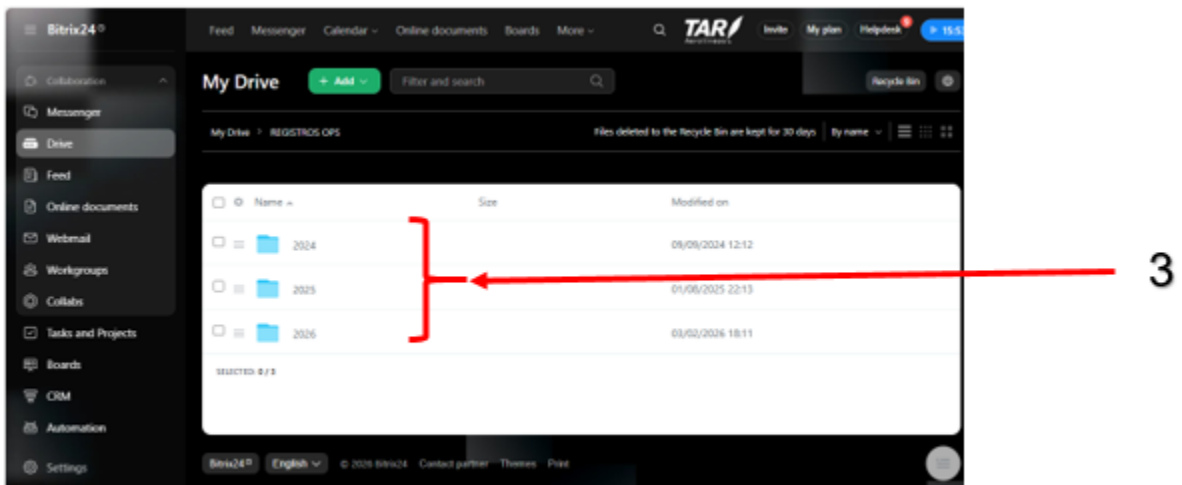 Bitrix24
Feed Messenger Calendar Online documents Boards More
TAR
Invite My plan Helpdesk
Collaboration
My Drive
+ Add
Filter and search
Recycle Bin
Messenger
Drive
My Drive > REGISTROS OPS
Files deleted to the Recycle Bin are kept for 30 days By name
Feed
Online documents
Webmail
Workgroups
Collabs
Tasks and Projects
Boards
CRM
Automation
Settings
Name Size Modified on
2024 09/09/2024 12:12
2025 01/08/2025 22:13
2026 03/02/2026 18:11
SELECTED: 0 / 3
3
Bitrix24 English © 2026 Bitrix24 Contact partner Themes Print